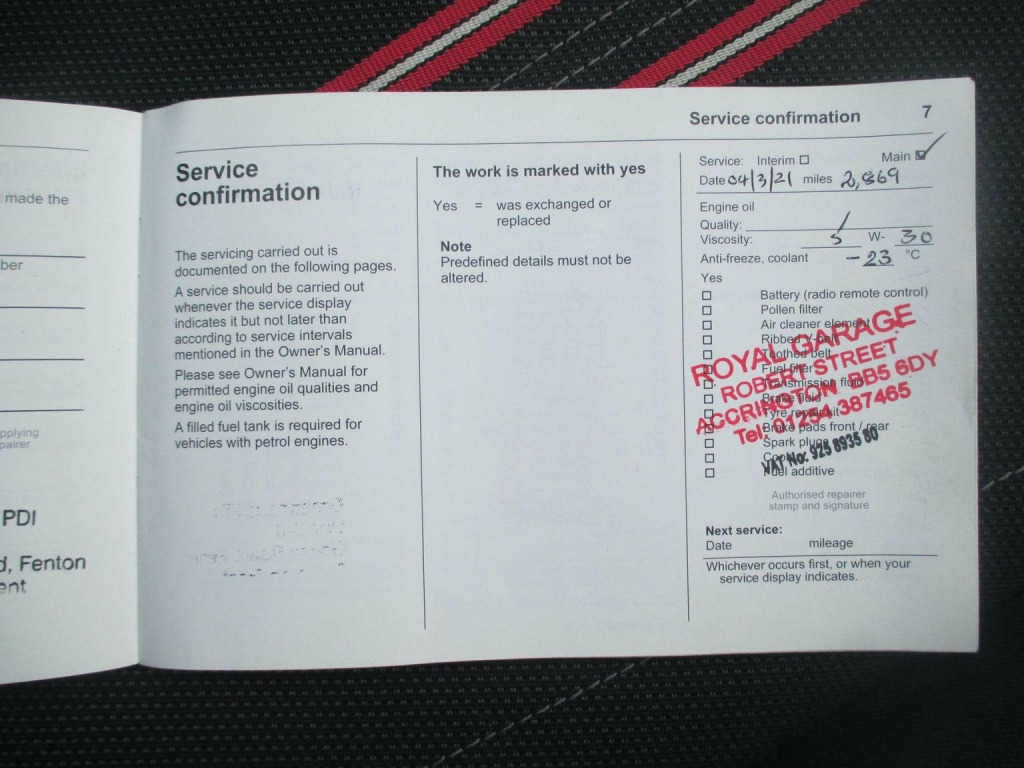 made the
ber
pplying
pairer
PDI
d, Fenton
ent
Service confirmation 7
Service
confirmation
The servicing carried out is
documented on the following pages.
A service should be carried out
whenever the service display
indicates it but not later than
according to service intervals
mentioned in the Owner's Manual.
Please see Owner's Manual for
permitted engine oil qualities and
engine oil viscosities.
A filled fuel tank is required for
vehicles with petrol engines.
The work is marked with yes
Yes = was exchanged or
replaced
Note
Predefined details must not be
altered.
Service: Interim Main
Date 04/3/21 miles 2,869
Engine oil
Quality: /
Viscosity: 5 W- 30
Anti-freeze, coolant -23 °C
Yes
Battery (radio remote control)
Pollen filter
Air cleaner element
Ribbed V-belt
Toothed belt
Fuel filter
Transmission fluid
Brake fluid
Tyre repair kit
Brake pads front / rear
Spark plugs
Fuel additive
ROYAL GARAGE
ROBERT STREET
ACCRINGTON BB5 6DY
Tel: 01254 387465
VAT No: 925 8935 80
Authorised repairer
stamp and signature
Next service:
Date mileage
Whichever occurs first, or when your
service display indicates.